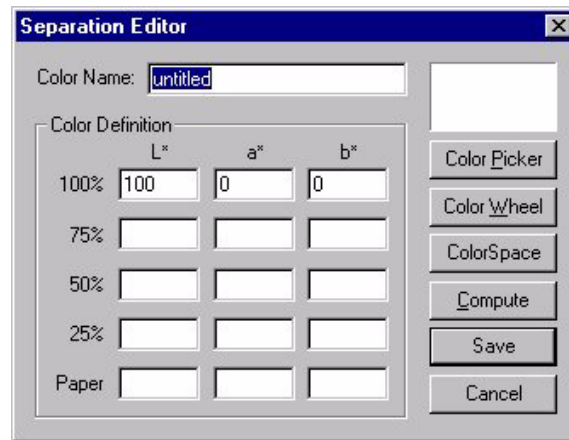 Separation Editor
Color Name: untitled
Color Definition
L* a* b*
100% 100 0 0
75%
50%
25%
Paper
Color Picker
Color Wheel
ColorSpace
Compute
Save
Cancel